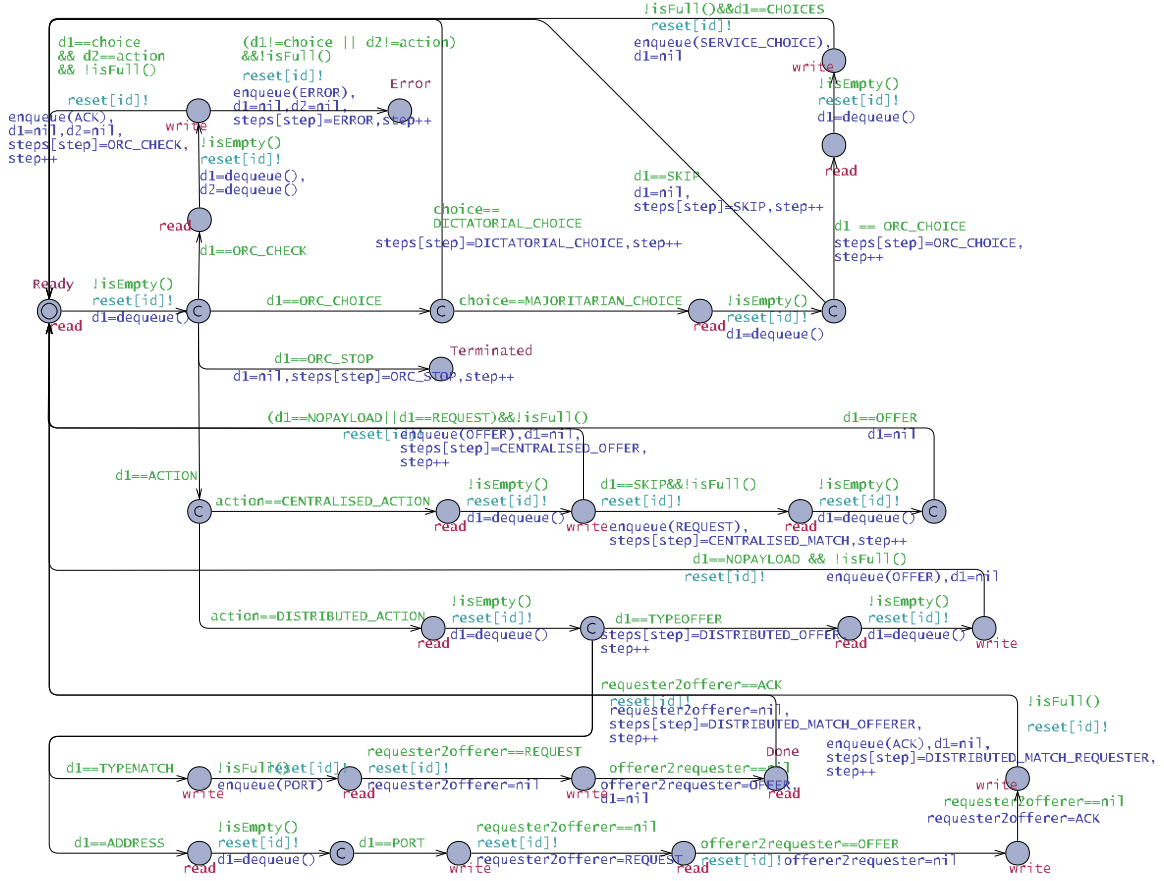 !isFull()&&d1==CHOICES
reset[id]!
enqueue(SERVICE_CHOICE),
d1=nil
write
!isEmpty()
reset[id]!
d1=dequeue()
read
d1==choice
&& d2==action
&& !isFull()
reset[id]!
enqueue(ACK),
d1=nil,d2=nil,
steps[step]=ORC_CHECK,
step++
write
(d1!=choice || d2!=action)
&&!isFull()
reset[id]!
enqueue(ERROR),
d1=nil,d2=nil,
steps[step]=ERROR,step++
Error
!isEmpty()
reset[id]!
d1=dequeue(),
d2=dequeue()
read
d1==ORC_CHECK
choice==
DICTATORIAL_CHOICE
steps[step]=DICTATORIAL_CHOICE,step++
d1==SKIP
d1=nil,
steps[step]=SKIP,step++
d1 == ORC_CHOICE
steps[step]=ORC_CHOICE,
step++
Ready
read
!isEmpty()
reset[id]!
d1=dequeue()
C
d1==ORC_CHOICE
C
choice==MAJORITARIAN_CHOICE
read
!isEmpty()
reset[id]!
d1=dequeue()
C
d1==ORC_STOP
d1=nil,steps[step]=ORC_STOP,step++
Terminated
(d1==NOPAYLOAD||d1==REQUEST)&&!isFull()
reset[id]!
enqueue(OFFER),d1=nil,
steps[step]=CENTRALISED_OFFER,
step++
d1==OFFER
d1=nil
d1==ACTION
C
action==CENTRALISED_ACTION
read
!isEmpty()
reset[id]!
d1=dequeue()
write
d1==SKIP&&!isFull()
reset[id]!
enqueue(REQUEST),
steps[step]=CENTRALISED_MATCH,step++
read
!isEmpty()
reset[id]!
d1=dequeue()
C
d1==NOPAYLOAD && !isFull()
reset[id]!
enqueue(OFFER),d1=nil
action==DISTRIBUTED_ACTION
read
!isEmpty()
reset[id]!
d1=dequeue()
C
d1==TYPEOFFER
steps[step]=DISTRIBUTED_OFFER,
step++
read
!isEmpty()
reset[id]!
d1=dequeue()
write
requester2offerer==ACK
reset[id]!
requester2offerer=nil,
steps[step]=DISTRIBUTED_MATCH_OFFERER,
step++
!isFull()
reset[id]!
enqueue(ACK),d1=nil,
steps[step]=DISTRIBUTED_MATCH_REQUESTER,
step++
write
d1==TYPEMATCH
write
!isFull()
reset[id]!
enqueue(PORT)
read
requester2offerer==REQUEST
reset[id]!
requester2offerer=nil
write
offerer2requester==nil
offerer2requester=OFFER,
d1=nil
Done
read
requester2offerer==nil
requester2offerer=ACK
d1==ADDRESS
read
!isEmpty()
reset[id]!
d1=dequeue()
C
d1==PORT
write
requester2offerer==nil
reset[id]!
requester2offerer=REQUEST
read
offerer2requester==OFFER
reset[id]!
offerer2requester=nil
write